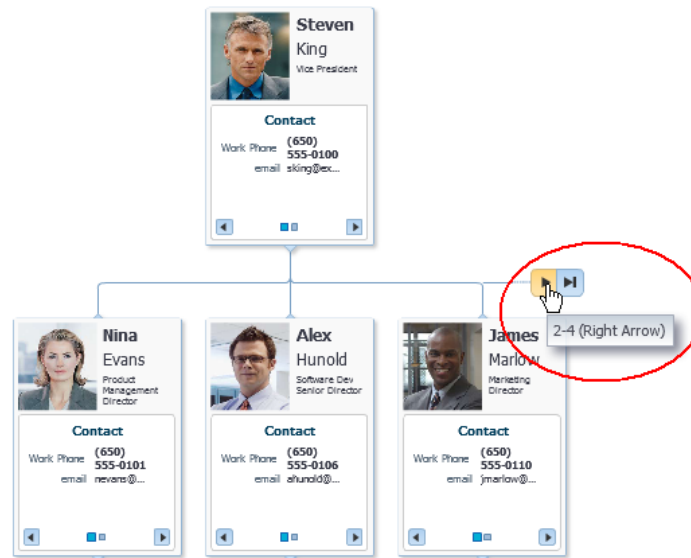 Steven
King
Vice President
Contact
Work Phone (650)
555-0100
email sking@ex...
2-4 (Right Arrow)
Nina
Evans
Product
Management
Director
Contact
Work Phone (650)
555-0101
email nevans@...
Alex
Hunold
Software Dev
Senior Director
Contact
Work Phone (650)
555-0106
email ahunold@...
James
Marlow
Marketing
Director
Contact
Work Phone (650)
555-0110
email jmarlow@...